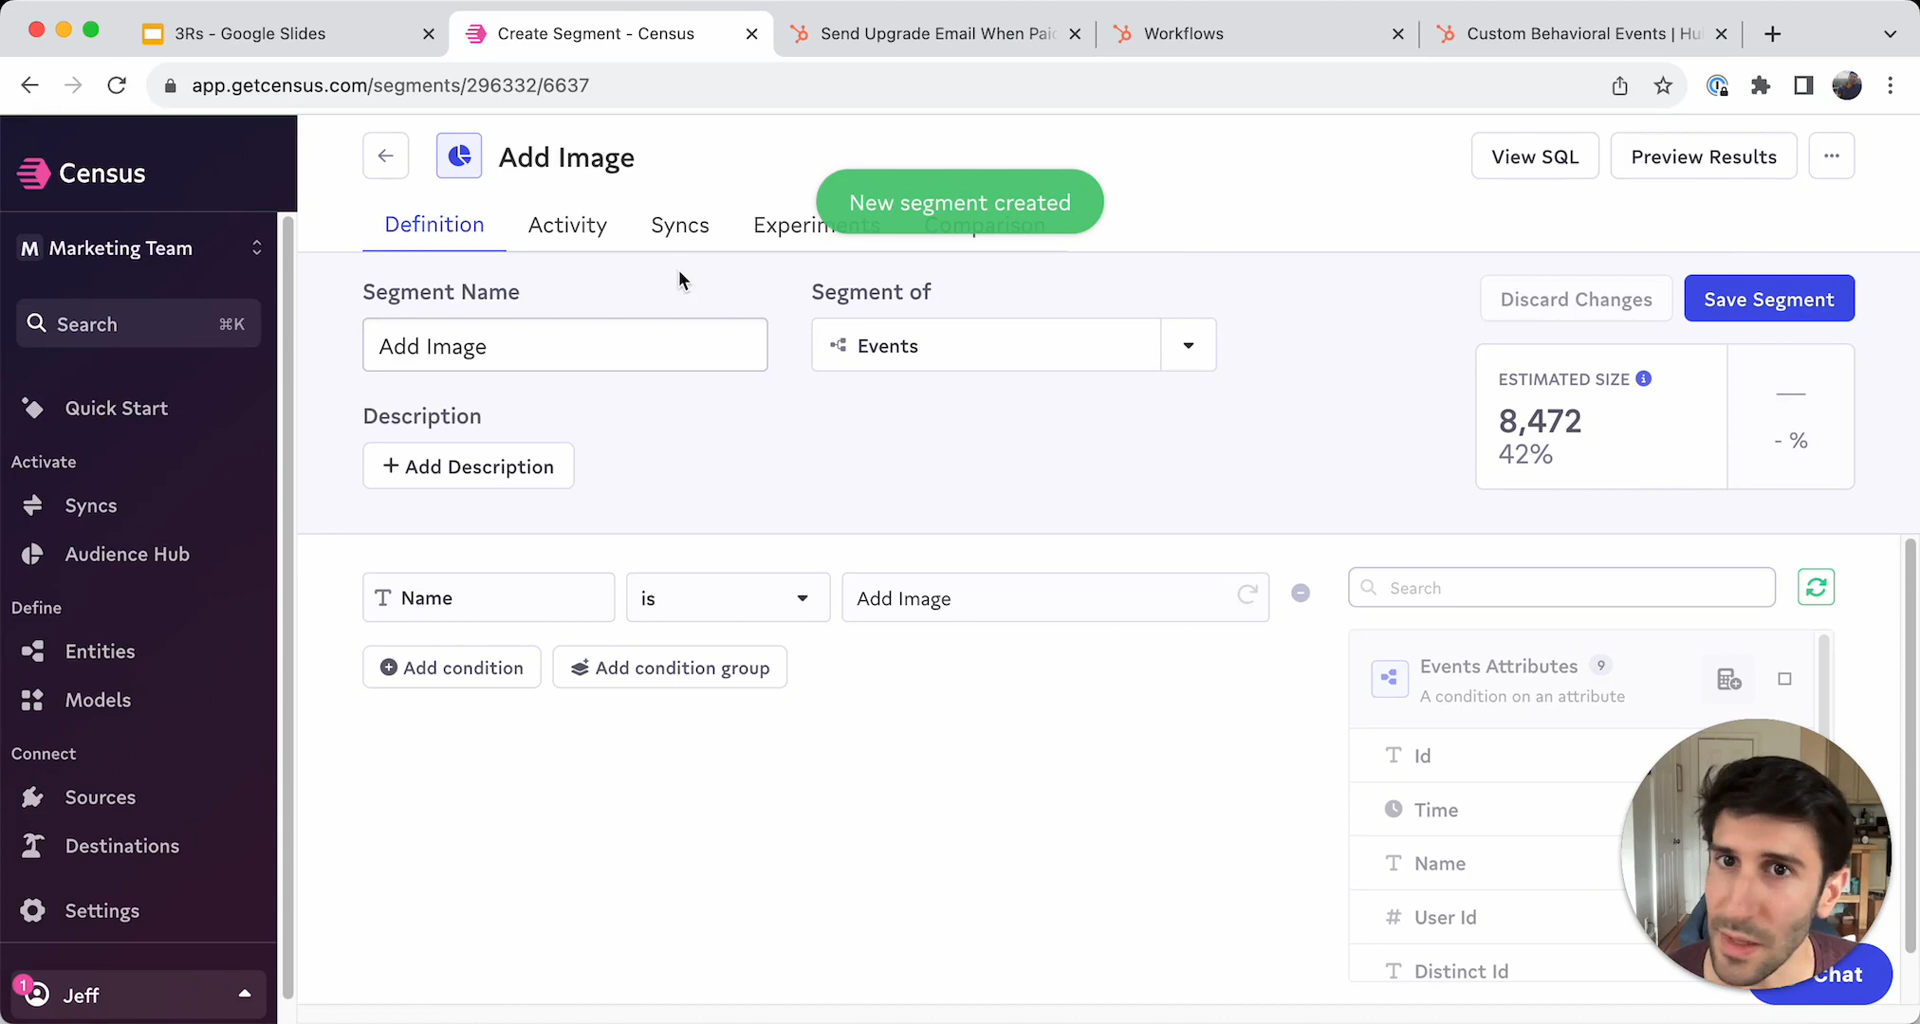 3Rs - Google Slides
Create Segment - Census
Send Upgrade Email When Paid
Workflows
Custom Behavioral Events | Hu
app.getcensus.com/segments/296332/6637
Census
Add Image
View SQL
Preview Results
New segment created
Definition
Activity
Syncs
Experiments
Comparison
M Marketing Team
Search
⌘K
Segment Name
Segment of
Discard Changes
Save Segment
Add Image
Events
ESTIMATED SIZE
8,472
42%
- %
Description
+ Add Description
Quick Start
Activate
Syncs
Audience Hub
Define
Entities
Models
Connect
Sources
Destinations
Settings
1
Jeff
Name
is
Add Image
Add condition
Add condition group
Search
Events Attributes 9
A condition on an attribute
Id
Time
Name
# User Id
Distinct Id
hat